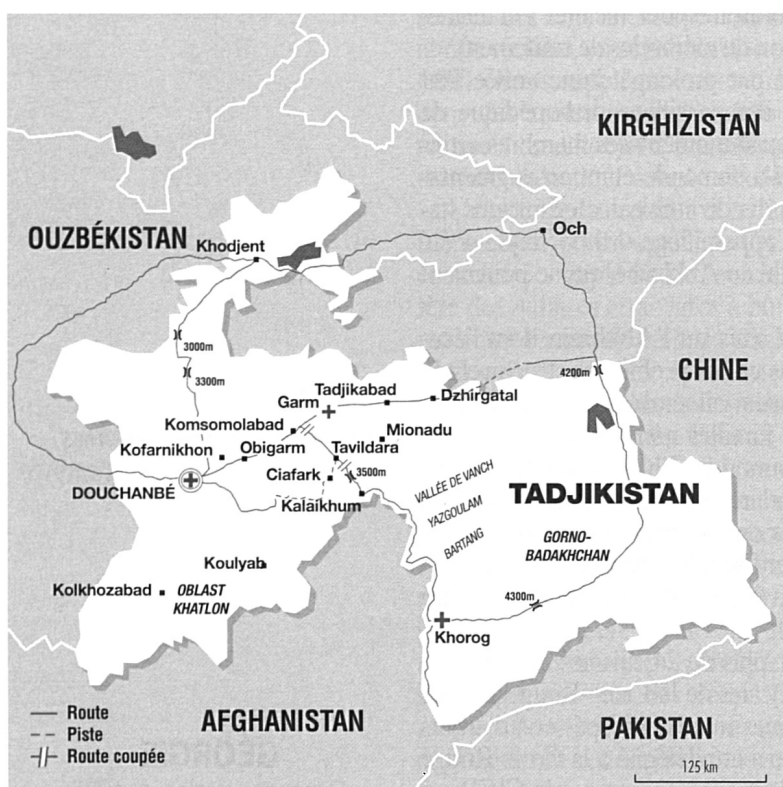 KIRGHIZISTAN
OUZBÉKISTAN
Khodjent
Och
3000m
3300m
4200m
CHINE
Tadjikabad
Dzhirgatal
Garm
Komsomolabad
Mionadu
Kofarnikhon
Obigarm
Tavildara
Ciafark
3500m
DOUCHANBÉ
Kalaïkhum
VALLÉE DE VANCH
YAZGOULAM
BARTANG
TADJIKISTAN
GORNO-
BADAKHCHAN
Koulyab
Kolkhozabad
OBLAST
KHATLON
4300m
Khorog
Route
Piste
Route coupée
AFGHANISTAN
PAKISTAN
125 km